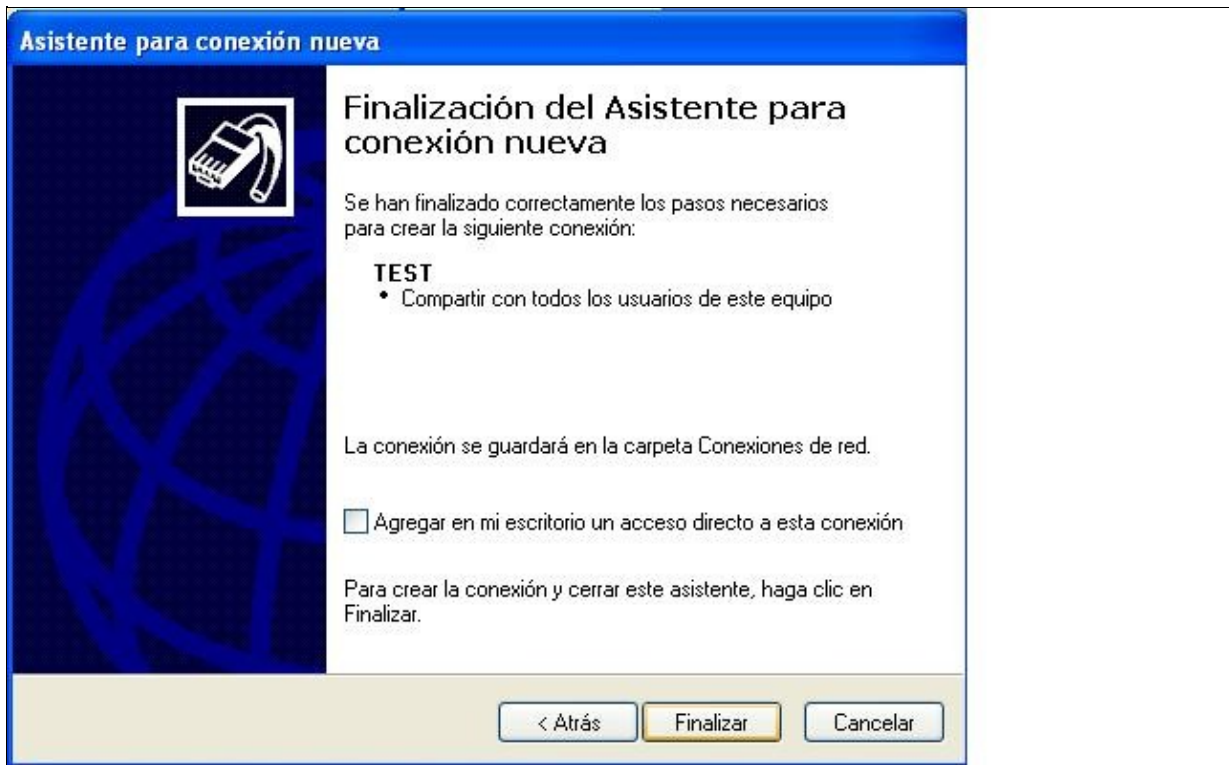 Asistente para conexión nueva
Finalización del Asistente para
conexión nueva
Se han finalizado correctamente los pasos necesarios
para crear la siguiente conexión:
TEST
• Compartir con todos los usuarios de este equipo
La conexión se guardará en la carpeta Conexiones de red.
Agregar en mi escritorio un acceso directo a esta conexión
Para crear la conexión y cerrar este asistente, haga clic en
Finalizar.
< Atrás Finalizar Cancelar